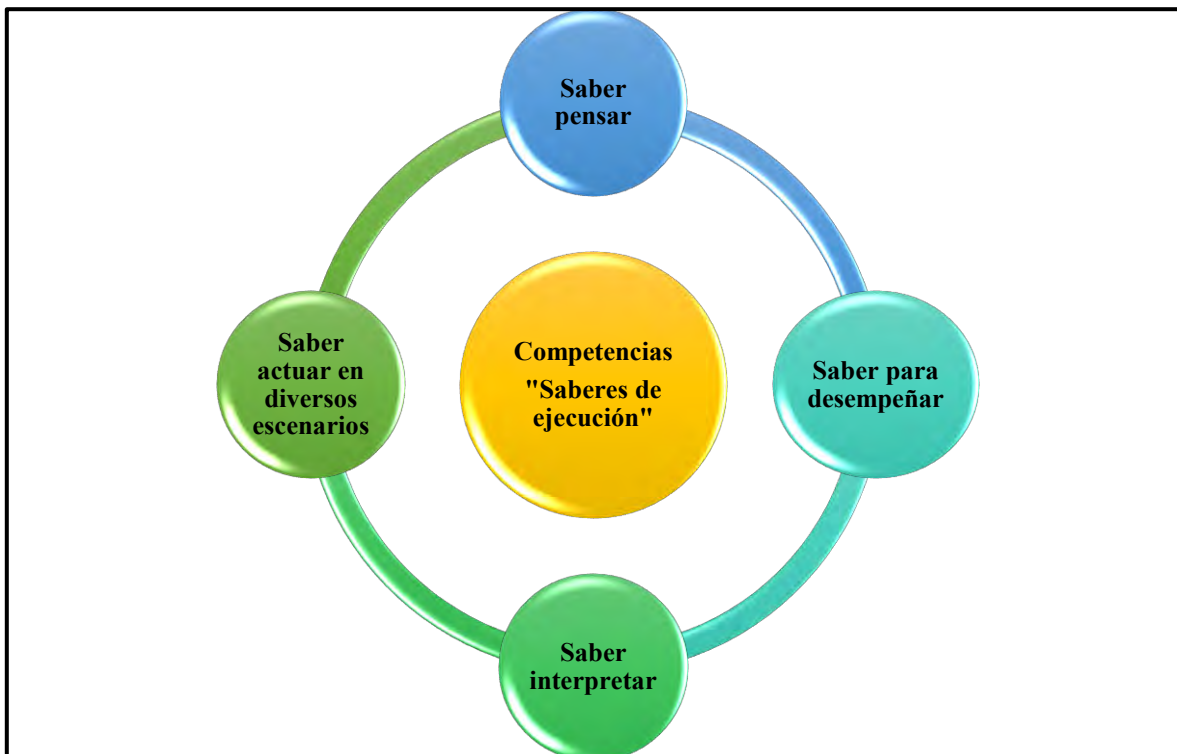 Saber
pensar
Saber
actuar en
diversos
escenarios
Competencias
"Saberes de
ejecución"
Saber para
desempeñar
Saber
interpretar